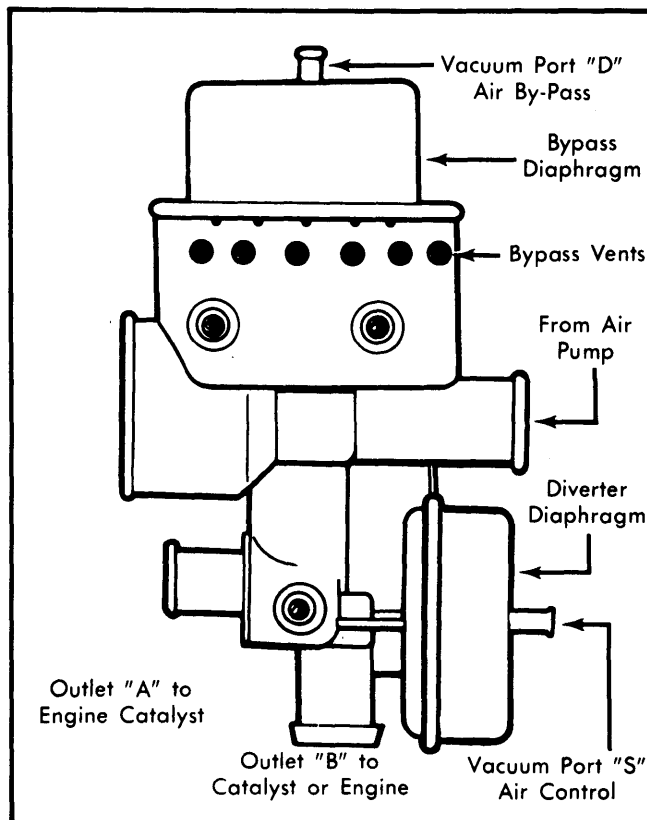 Vacuum Port "D"
Air By-Pass
Bypass
Diaphragm
Bypass Vents
From Air
Pump
Diverter
Diaphragm
Outlet "A" to
Engine Catalyst
Outlet "B" to
Catalyst or Engine
Vacuum Port "S"
Air Control